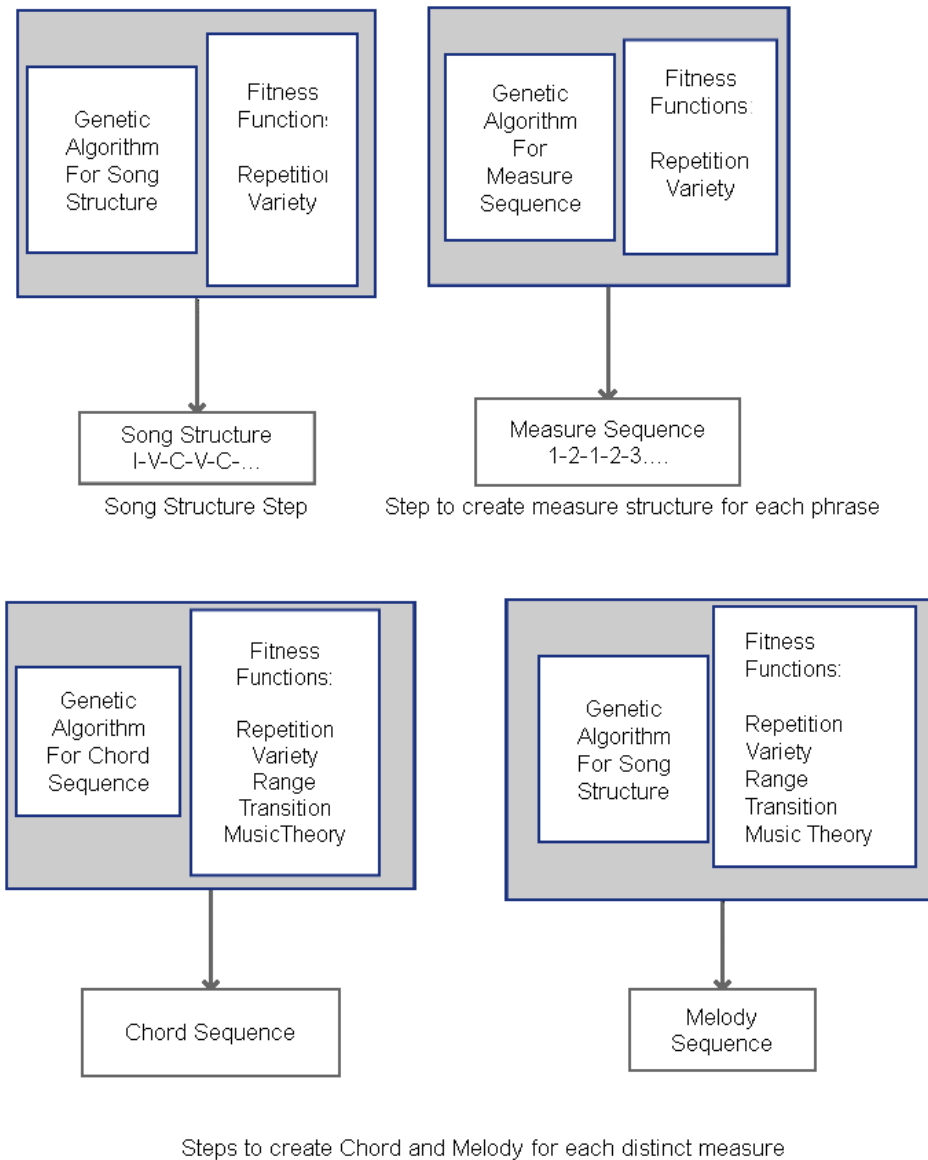 Genetic
Algorithm
For Song
Structure
Fitness
Function:
Repetition
Variety
Song Structure
I-V-C-V-C-...
Song Structure Step
Genetic
Algorithm
For
Measure
Sequence
Fitness
Functions:
Repetition
Variety
Measure Sequence
1-2-1-2-3....
Step to create measure structure for each phrase
Genetic
Algorithm
For Chord
Sequence
Fitness
Functions:
Repetition
Variety
Range
Transition
MusicTheory
Chord Sequence
Genetic
Algorithm
For Song
Structure
Fitness
Functions:
Repetition
Variety
Range
Transition
Music Theory
Melody
Sequence
Steps to create Chord and Melody for each distinct measure